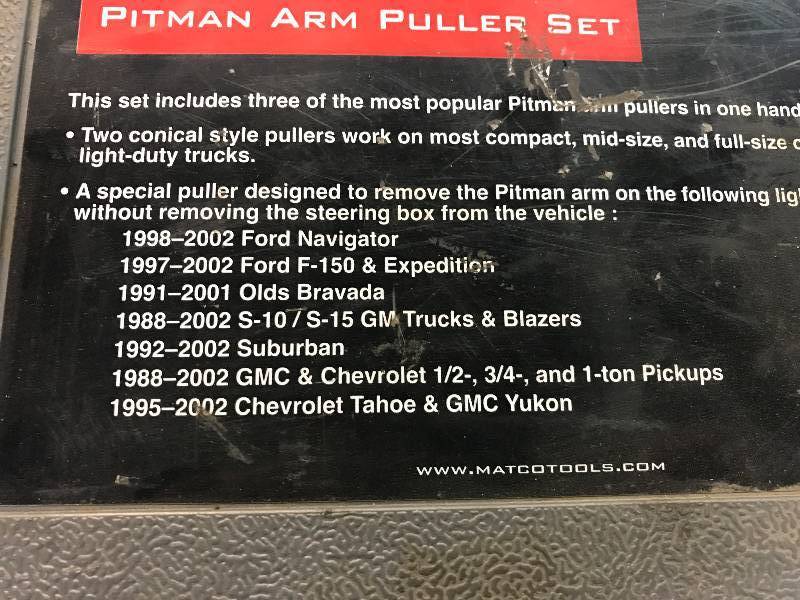 PITMAN ARM PULLER SET
This set includes three of the most popular Pitman arm pullers in one hand
• Two conical style pullers work on most compact, mid-size, and full-size
light-duty trucks.
• A special puller designed to remove the Pitman arm on the following
without removing the steering box from the vehicle :
1998–2002 Ford Navigator
1997–2002 Ford F-150 & Expedition
1991–2001 Olds Bravada
1988–2002 S-10 / S-15 GM Trucks & Blazers
1992–2002 Suburban
1988–2002 GMC & Chevrolet 1/2-, 3/4-, and 1-ton Pickups
1995–2002 Chevrolet Tahoe & GMC Yukon
WWW.MATCOTOOLS.COM